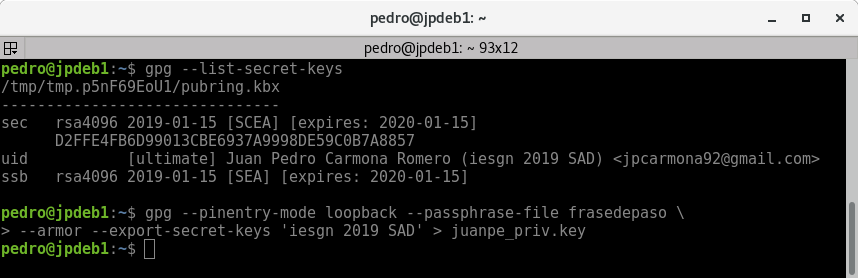 pedro@jpdeb1: ~
pedro@jpdeb1: ~ 93x12
pedro@jpdeb1:~$ gpg --list-secret-keys
/tmp/tmp.p5nF69EoU1/pubring.kbx
-------------------------------
sec   rsa4096 2019-01-15 [SCEA] [expires: 2020-01-15]
      D2FFE4FB6D99013CBE6937A9998DE59C0B7A8857
uid           [ultimate] Juan Pedro Carmona Romero (iesgn 2019 SAD) <jpcarmona92@gmail.com>
ssb   rsa4096 2019-01-15 [SEA] [expires: 2020-01-15]
pedro@jpdeb1:~$ gpg --pinentry-mode loopback --passphrase-file frasedepaso \
> --armor --export-secret-keys 'iesgn 2019 SAD' > juanpe_priv.key
pedro@jpdeb1:~$